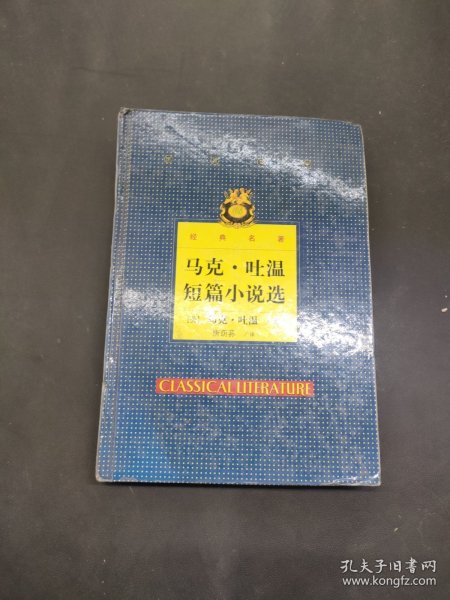 经典名著
马克·吐温
短篇小说选
[美] 马克·吐温
CLASSICAL LITERATURE
孔夫子旧书网
www.kongfz.com